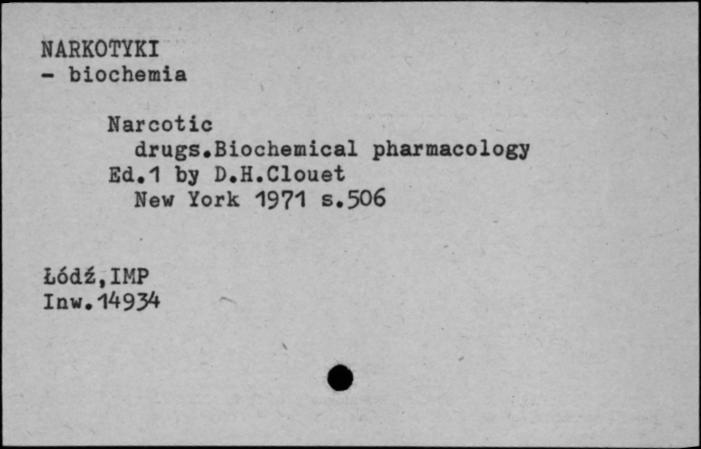 NARKOTYKI
- biochemia
Narcotic
drugs.Biochemical pharmacology
Ed.1 by D.H.Clouet
New York 1971 s.506
Łódź,IMP
Inw.14934